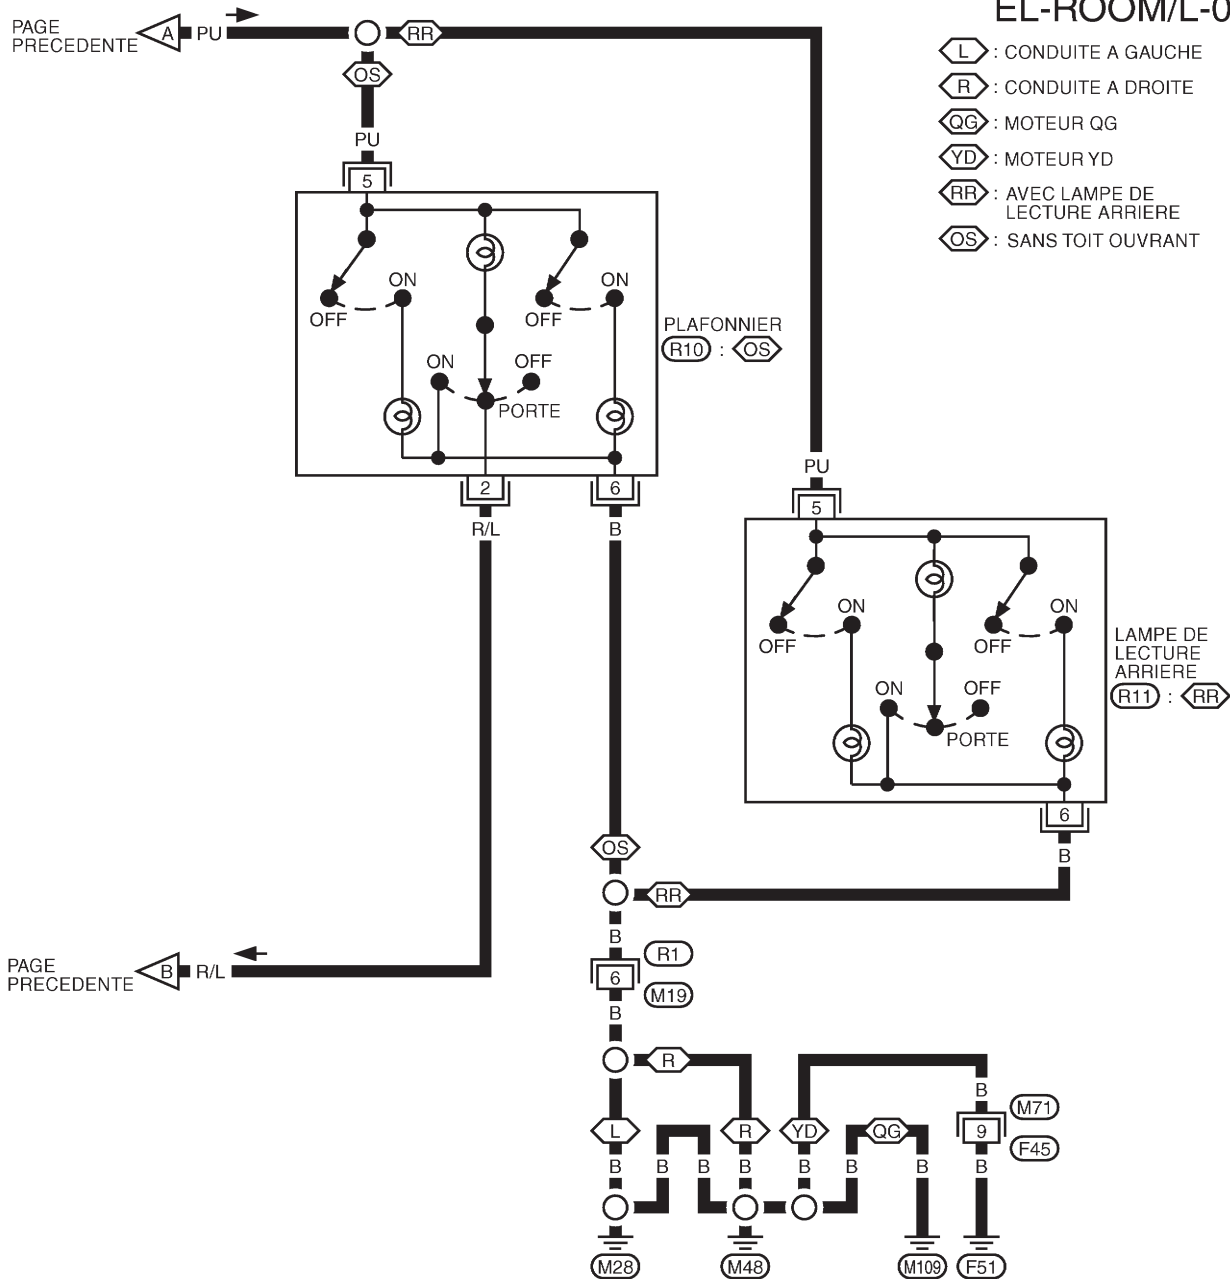 EL-ROOM/L-0
PAGE
PRECEDENTE
A
PU
RR
L : CONDUITE A GAUCHE
R : CONDUITE A DROITE
QG : MOTEUR QG
YD : MOTEUR YD
RR : AVEC LAMPE DE
LECTURE ARRIERE
OS : SANS TOIT OUVRANT
OS
PU
5
ON
ON
OFF
OFF
ON
OFF
PORTE
PLAFONNIER
R10 : OS
2
6
R/L
B
PU
5
ON
ON
OFF
OFF
ON
OFF
PORTE
LAMPE DE
LECTURE
ARRIERE
R11 : RR
6
B
OS
RR
B
R1
6
M19
B
PAGE
PRECEDENTE
B
R/L
R
B
M71
9
F45
L
R
YD
QG
B
B
B
B
B
B
B
B
M28
M48
M109
F51